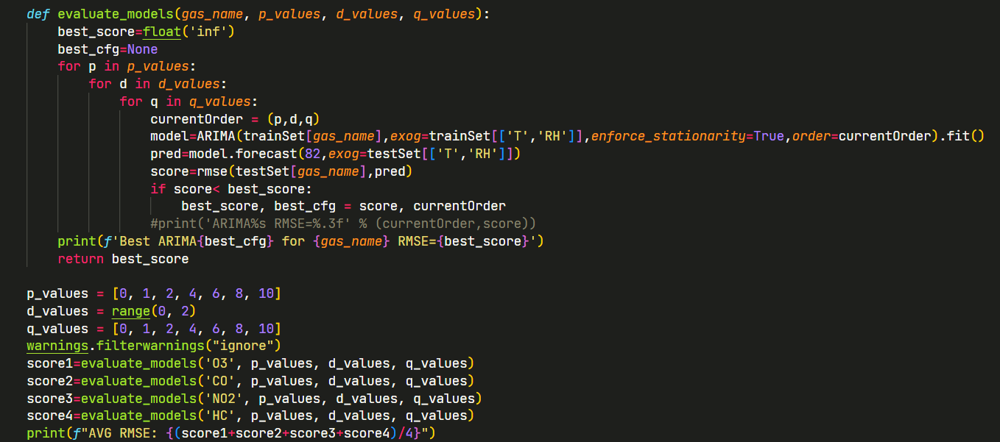 def evaluate_models(gas_name, p_values, d_values, q_values):
    best_score=float('inf')
    best_cfg=None
    for p in p_values:
        for d in d_values:
            for q in q_values:
                currentOrder = (p,d,q)
                model=ARIMA(trainSet[gas_name],exog=trainSet[['T','RH']],enforce_stationarity=True,order=currentOrder).fit()
                pred=model.forecast(82,exog=testSet[['T','RH']])
                score=rmse(testSet[gas_name],pred)
                if score< best_score:
                    best_score, best_cfg = score, currentOrder
                #print('ARIMA%s RMSE=%.3f' % (currentOrder,score))
    print(f'Best ARIMA{best_cfg} for {gas_name} RMSE={best_score}')
    return best_score

p_values = [0, 1, 2, 4, 6, 8, 10]
d_values = range(0, 2)
q_values = [0, 1, 2, 4, 6, 8, 10]
warnings.filterwarnings("ignore")
score1=evaluate_models('O3', p_values, d_values, q_values)
score2=evaluate_models('CO', p_values, d_values, q_values)
score3=evaluate_models('NO2', p_values, d_values, q_values)
score4=evaluate_models('HC', p_values, d_values, q_values)
print(f"AVG RMSE: {(score1+score2+score3+score4)/4}")